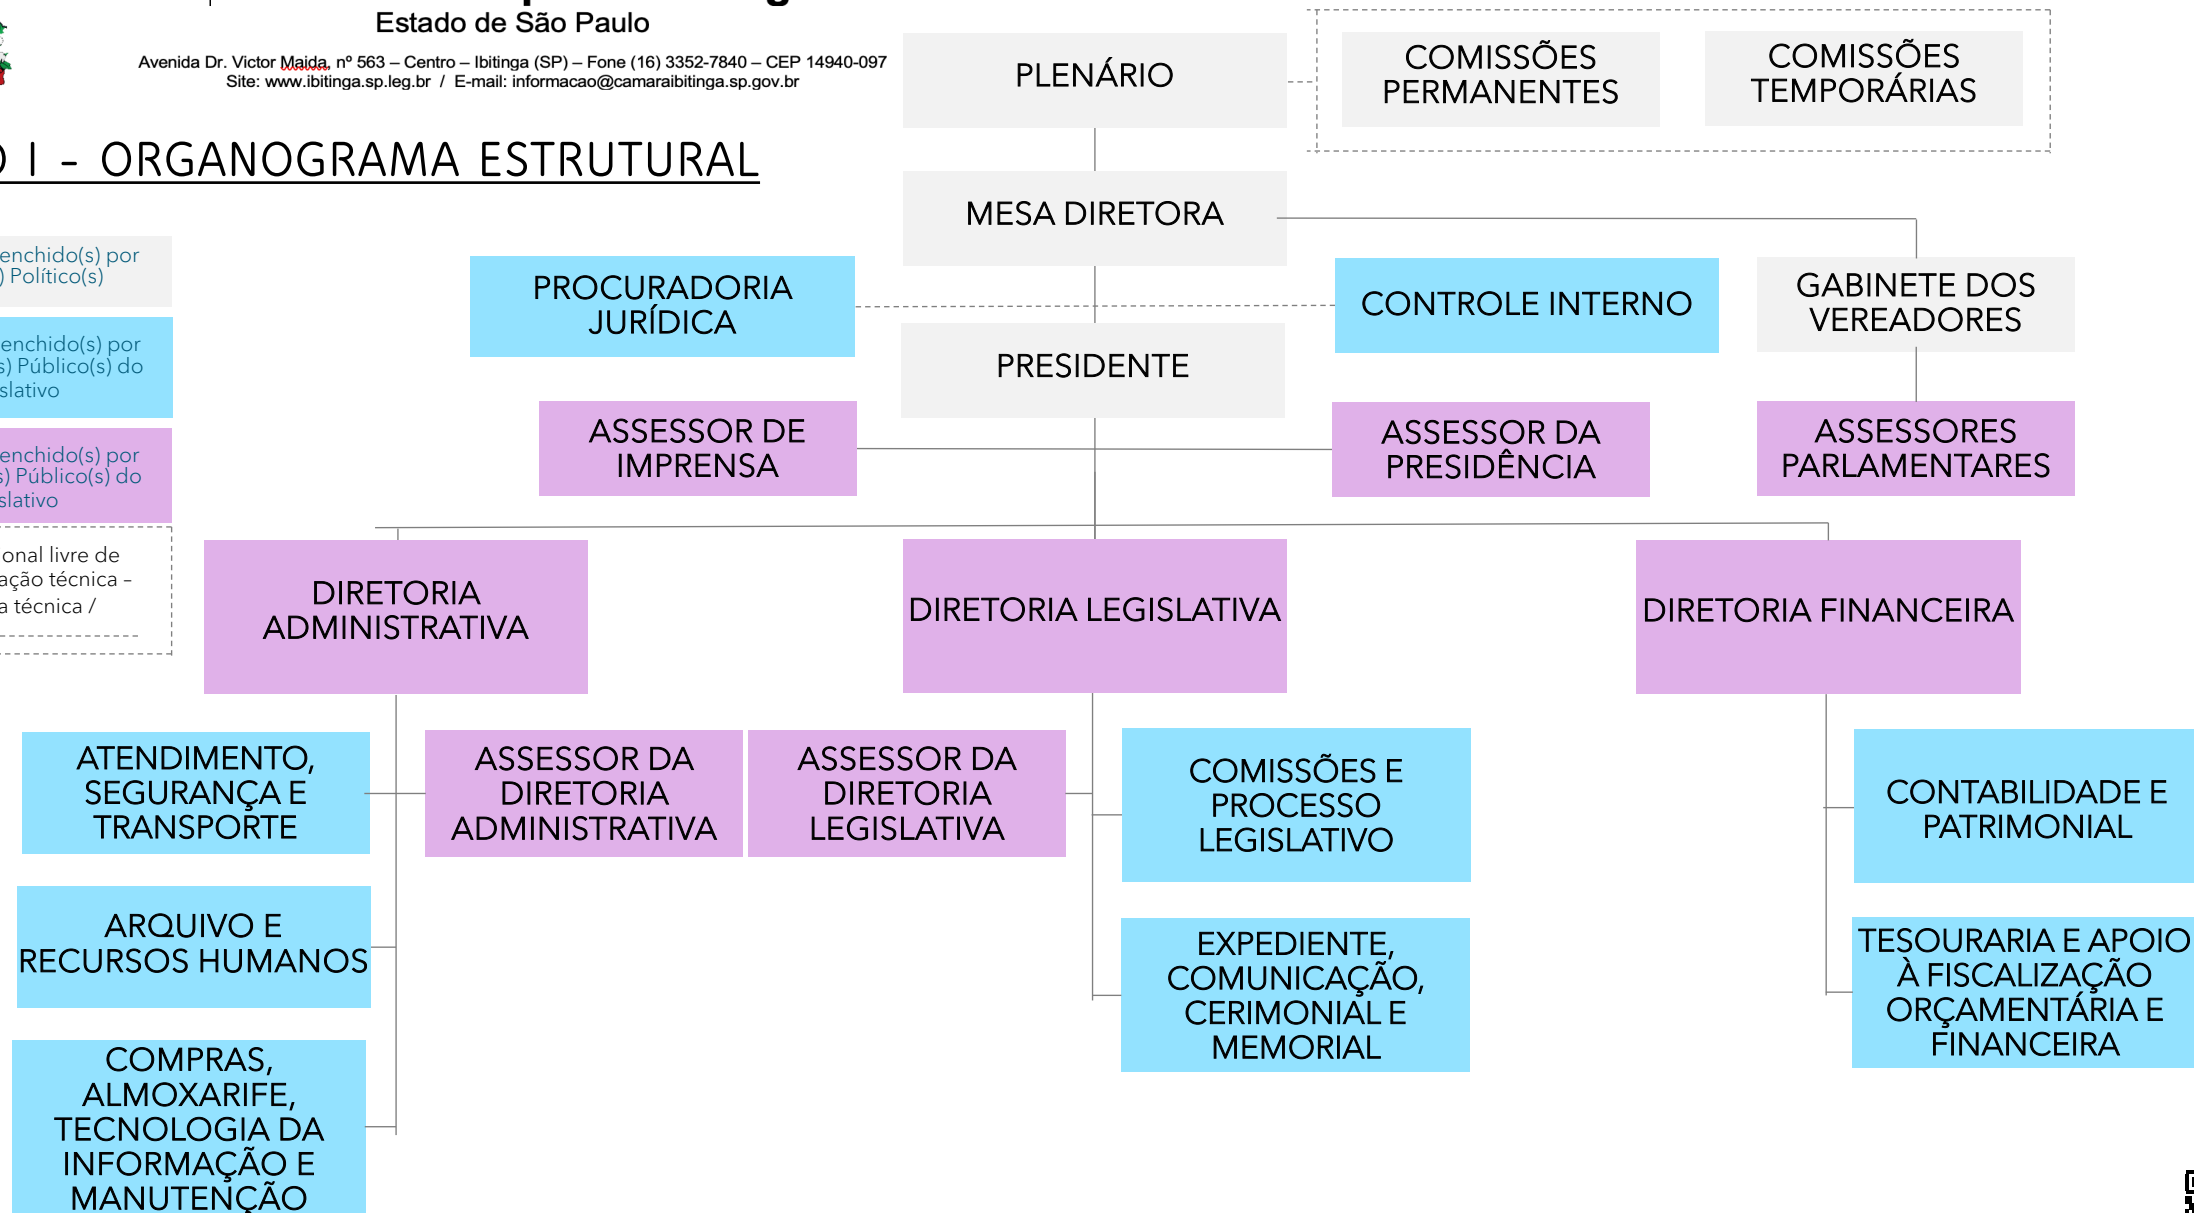 Estado de São Paulo
Avenida Dr. Victor Maida, nº 563 – Centro – Ibitinga (SP) – Fone (16) 3352-7840 – CEP 14940-097
Site: www.ibitinga.sp.leg.br / E-mail: informacao@camaraibitinga.sp.gov.br
O I - ORGANOGRAMA ESTRUTURAL
PLENÁRIO
COMISSÕES
PERMANENTES
COMISSÕES
TEMPORÁRIAS
MESA DIRETORA
enchido(s) por
) Político(s)
enchido(s) por
s) Público(s) do
slativo
enchido(s) por
s) Público(s) do
slativo
onal livre de
ação técnica –
a técnica /
PROCURADORIA
JURÍDICA
CONTROLE INTERNO
GABINETE DOS
VEREADORES
PRESIDENTE
ASSESSOR DE
IMPRENSA
ASSESSOR DA
PRESIDÊNCIA
ASSESSORES
PARLAMENTARES
DIRETORIA
ADMINISTRATIVA
DIRETORIA LEGISLATIVA
DIRETORIA FINANCEIRA
ATENDIMENTO,
SEGURANÇA E
TRANSPORTE
ASSESSOR DA
DIRETORIA
ADMINISTRATIVA
ASSESSOR DA
DIRETORIA
LEGISLATIVA
COMISSÕES E
PROCESSO
LEGISLATIVO
CONTABILIDADE E
PATRIMONIAL
ARQUIVO E
RECURSOS HUMANOS
EXPEDIENTE,
COMUNICAÇÃO,
CERIMONIAL E
MEMORIAL
TESOURARIA E APOIO
À FISCALIZAÇÃO
ORÇAMENTÁRIA E
FINANCEIRA
COMPRAS,
ALMOXARIFE,
TECNOLOGIA DA
INFORMAÇÃO E
MANUTENÇÃO